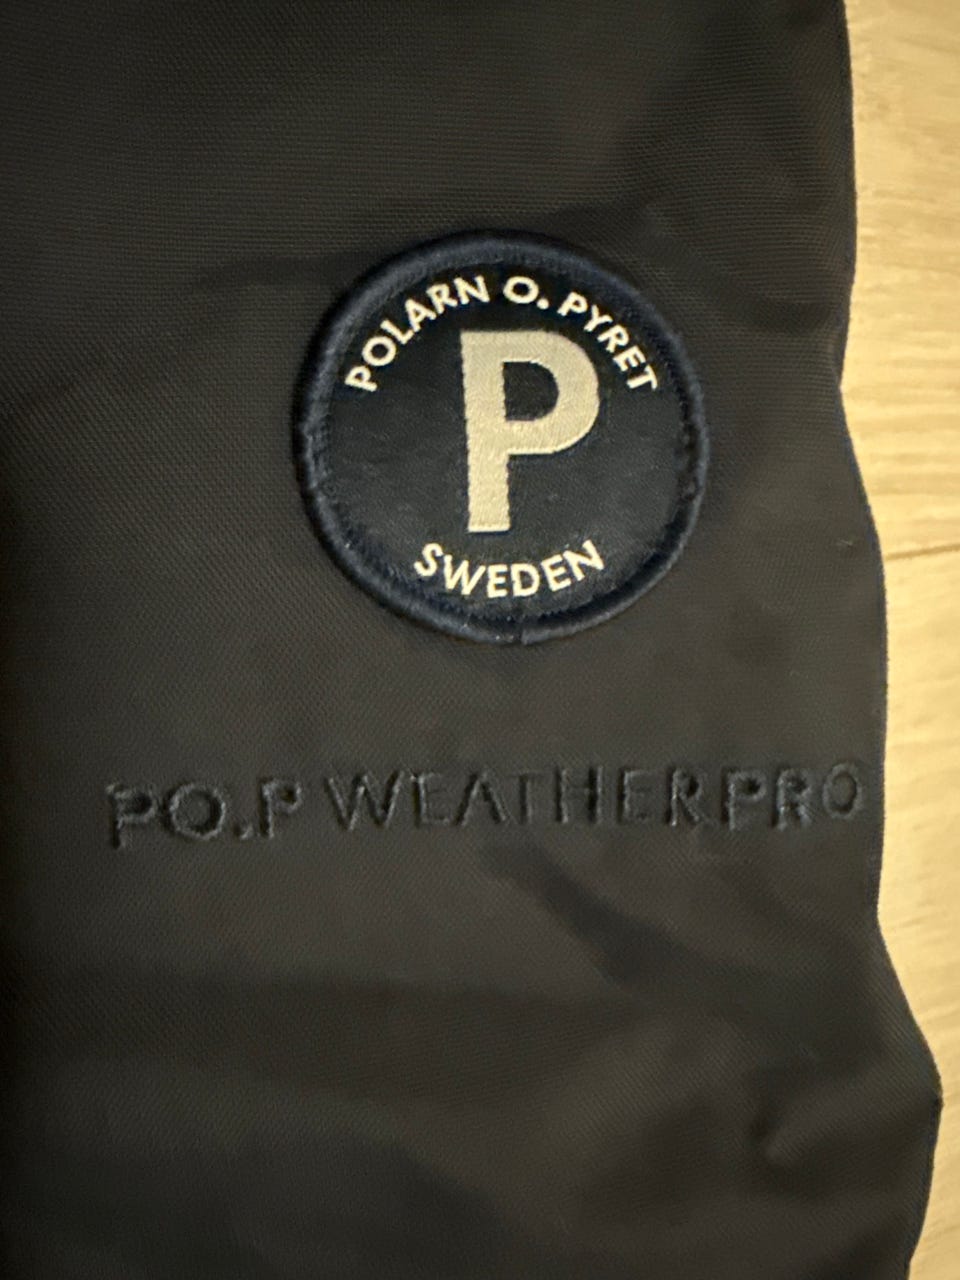 POLARN O. PYRET
P
SWEDEN
PO.P WEATHERPRO